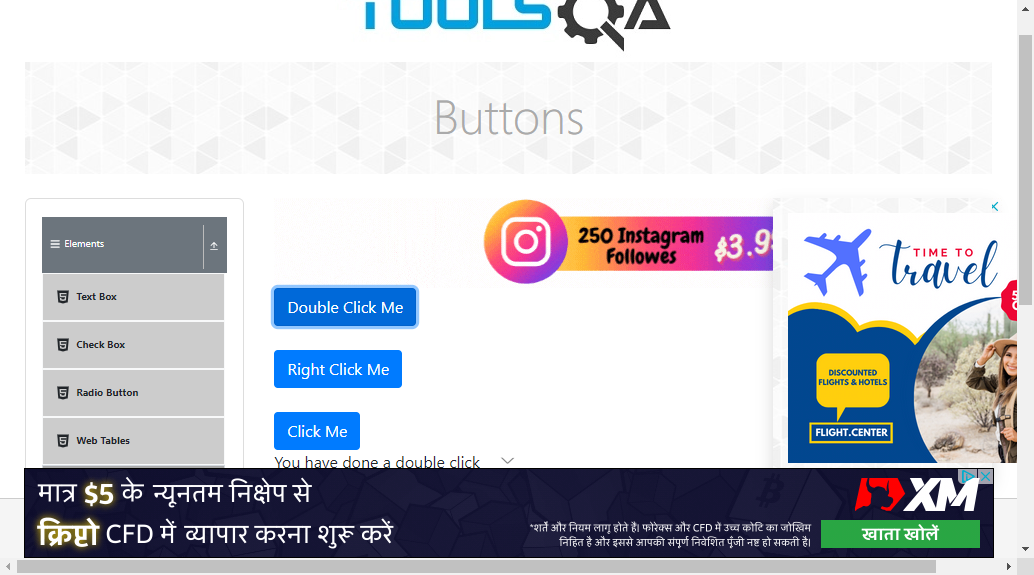 TOOLSQA
Buttons
Elements
Text Box
Check Box
Radio Button
Web Tables
250 Instagram
Followes
Double Click Me
Right Click Me
Click Me
You have done a double click
TIME TO
travel
DISCOUNTED
FLIGHTS & HOTELS
FLIGHT.CENTER
मात्र $5 के न्यूनतम निक्षेप से
क्रिप्टो CFD में व्यापार करना शुरू करें
*शर्तें और नियम लागू होते हैं। फोरेक्स और CFD में उच्च कोटि का जोखिम
निहित है और इससे आपकी संपूर्ण निवेशित पूँजी नष्ट हो सकती है।
XM
खाता खोलें